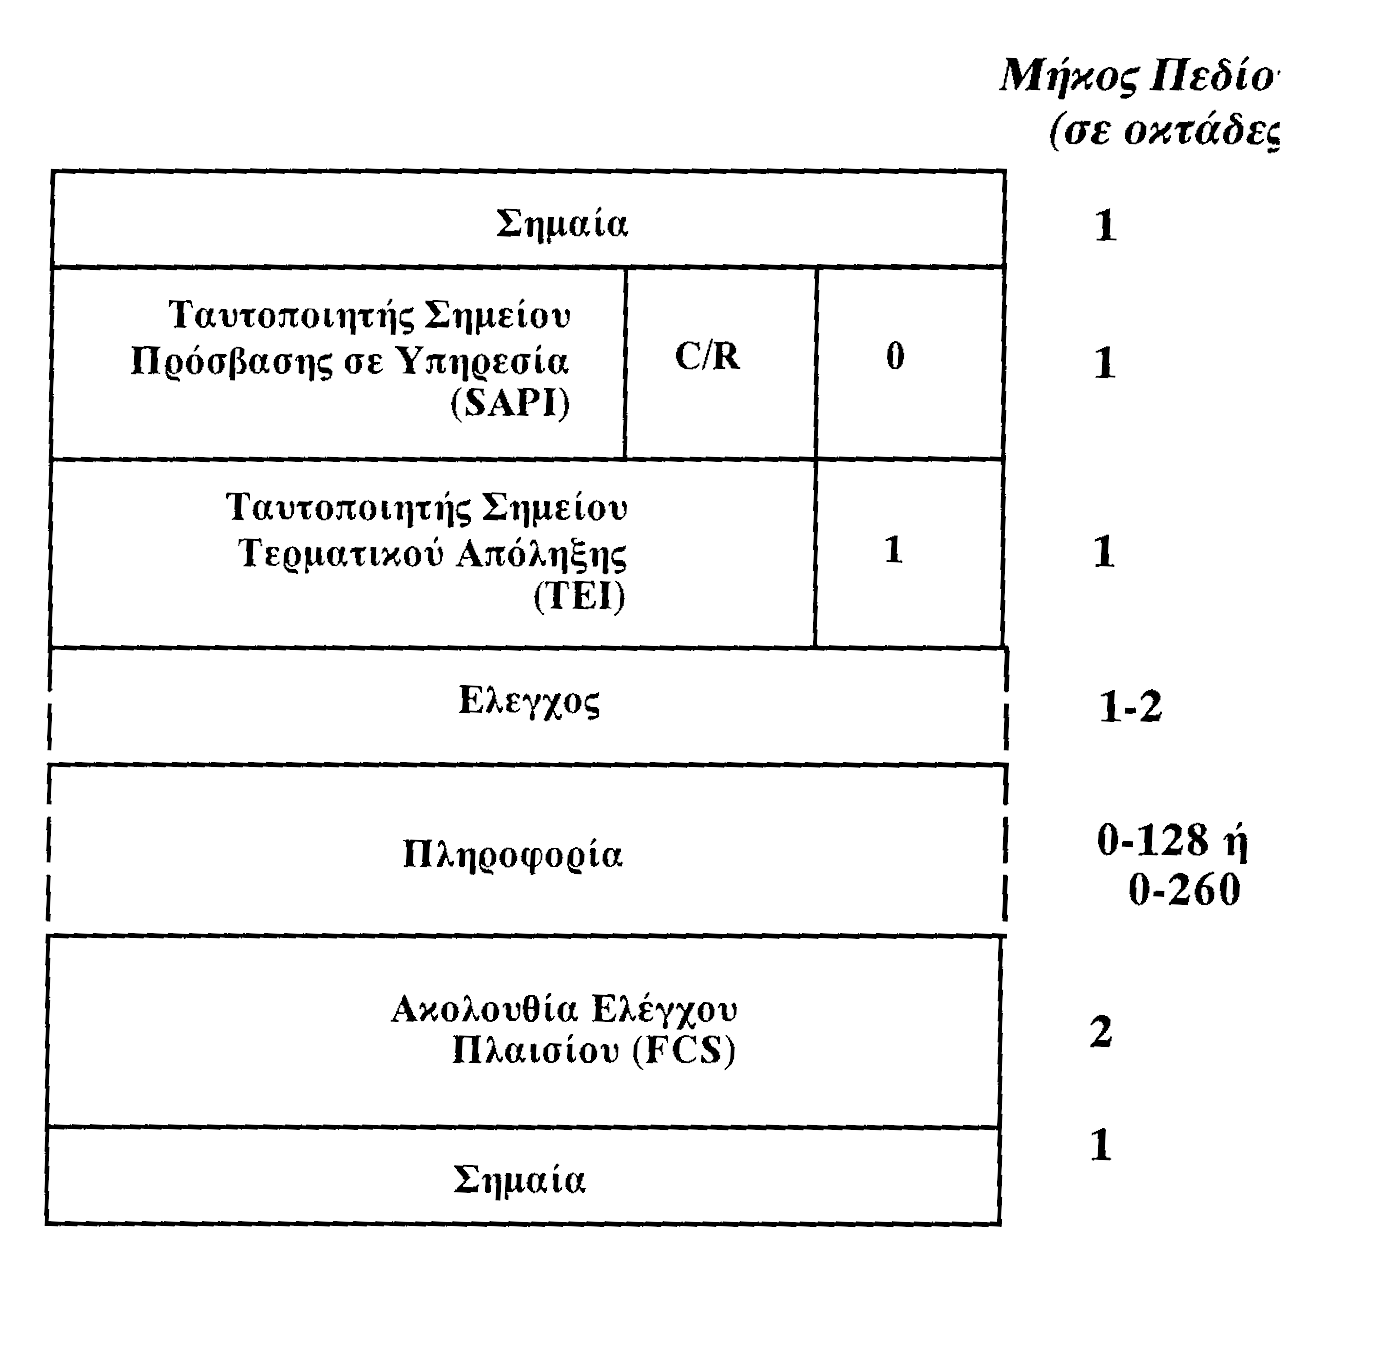 Μήκος Πεδίο
(σε οκτάδες
Σημαία
1
Ταυτοποιητής Σημείου
Πρόσβασης σε Υπηρεσία
(SAPI)
C/R
0
1
Ταυτοποιητής Σημείου
Τερματικού Απόληξης
(TEI)
1
1
Ελεγχος
1-2
Πληροφορία
0-128 ή
0-260
Ακολουθία Ελέγχου
Πλαισίου (FCS)
2
1
Σημαία